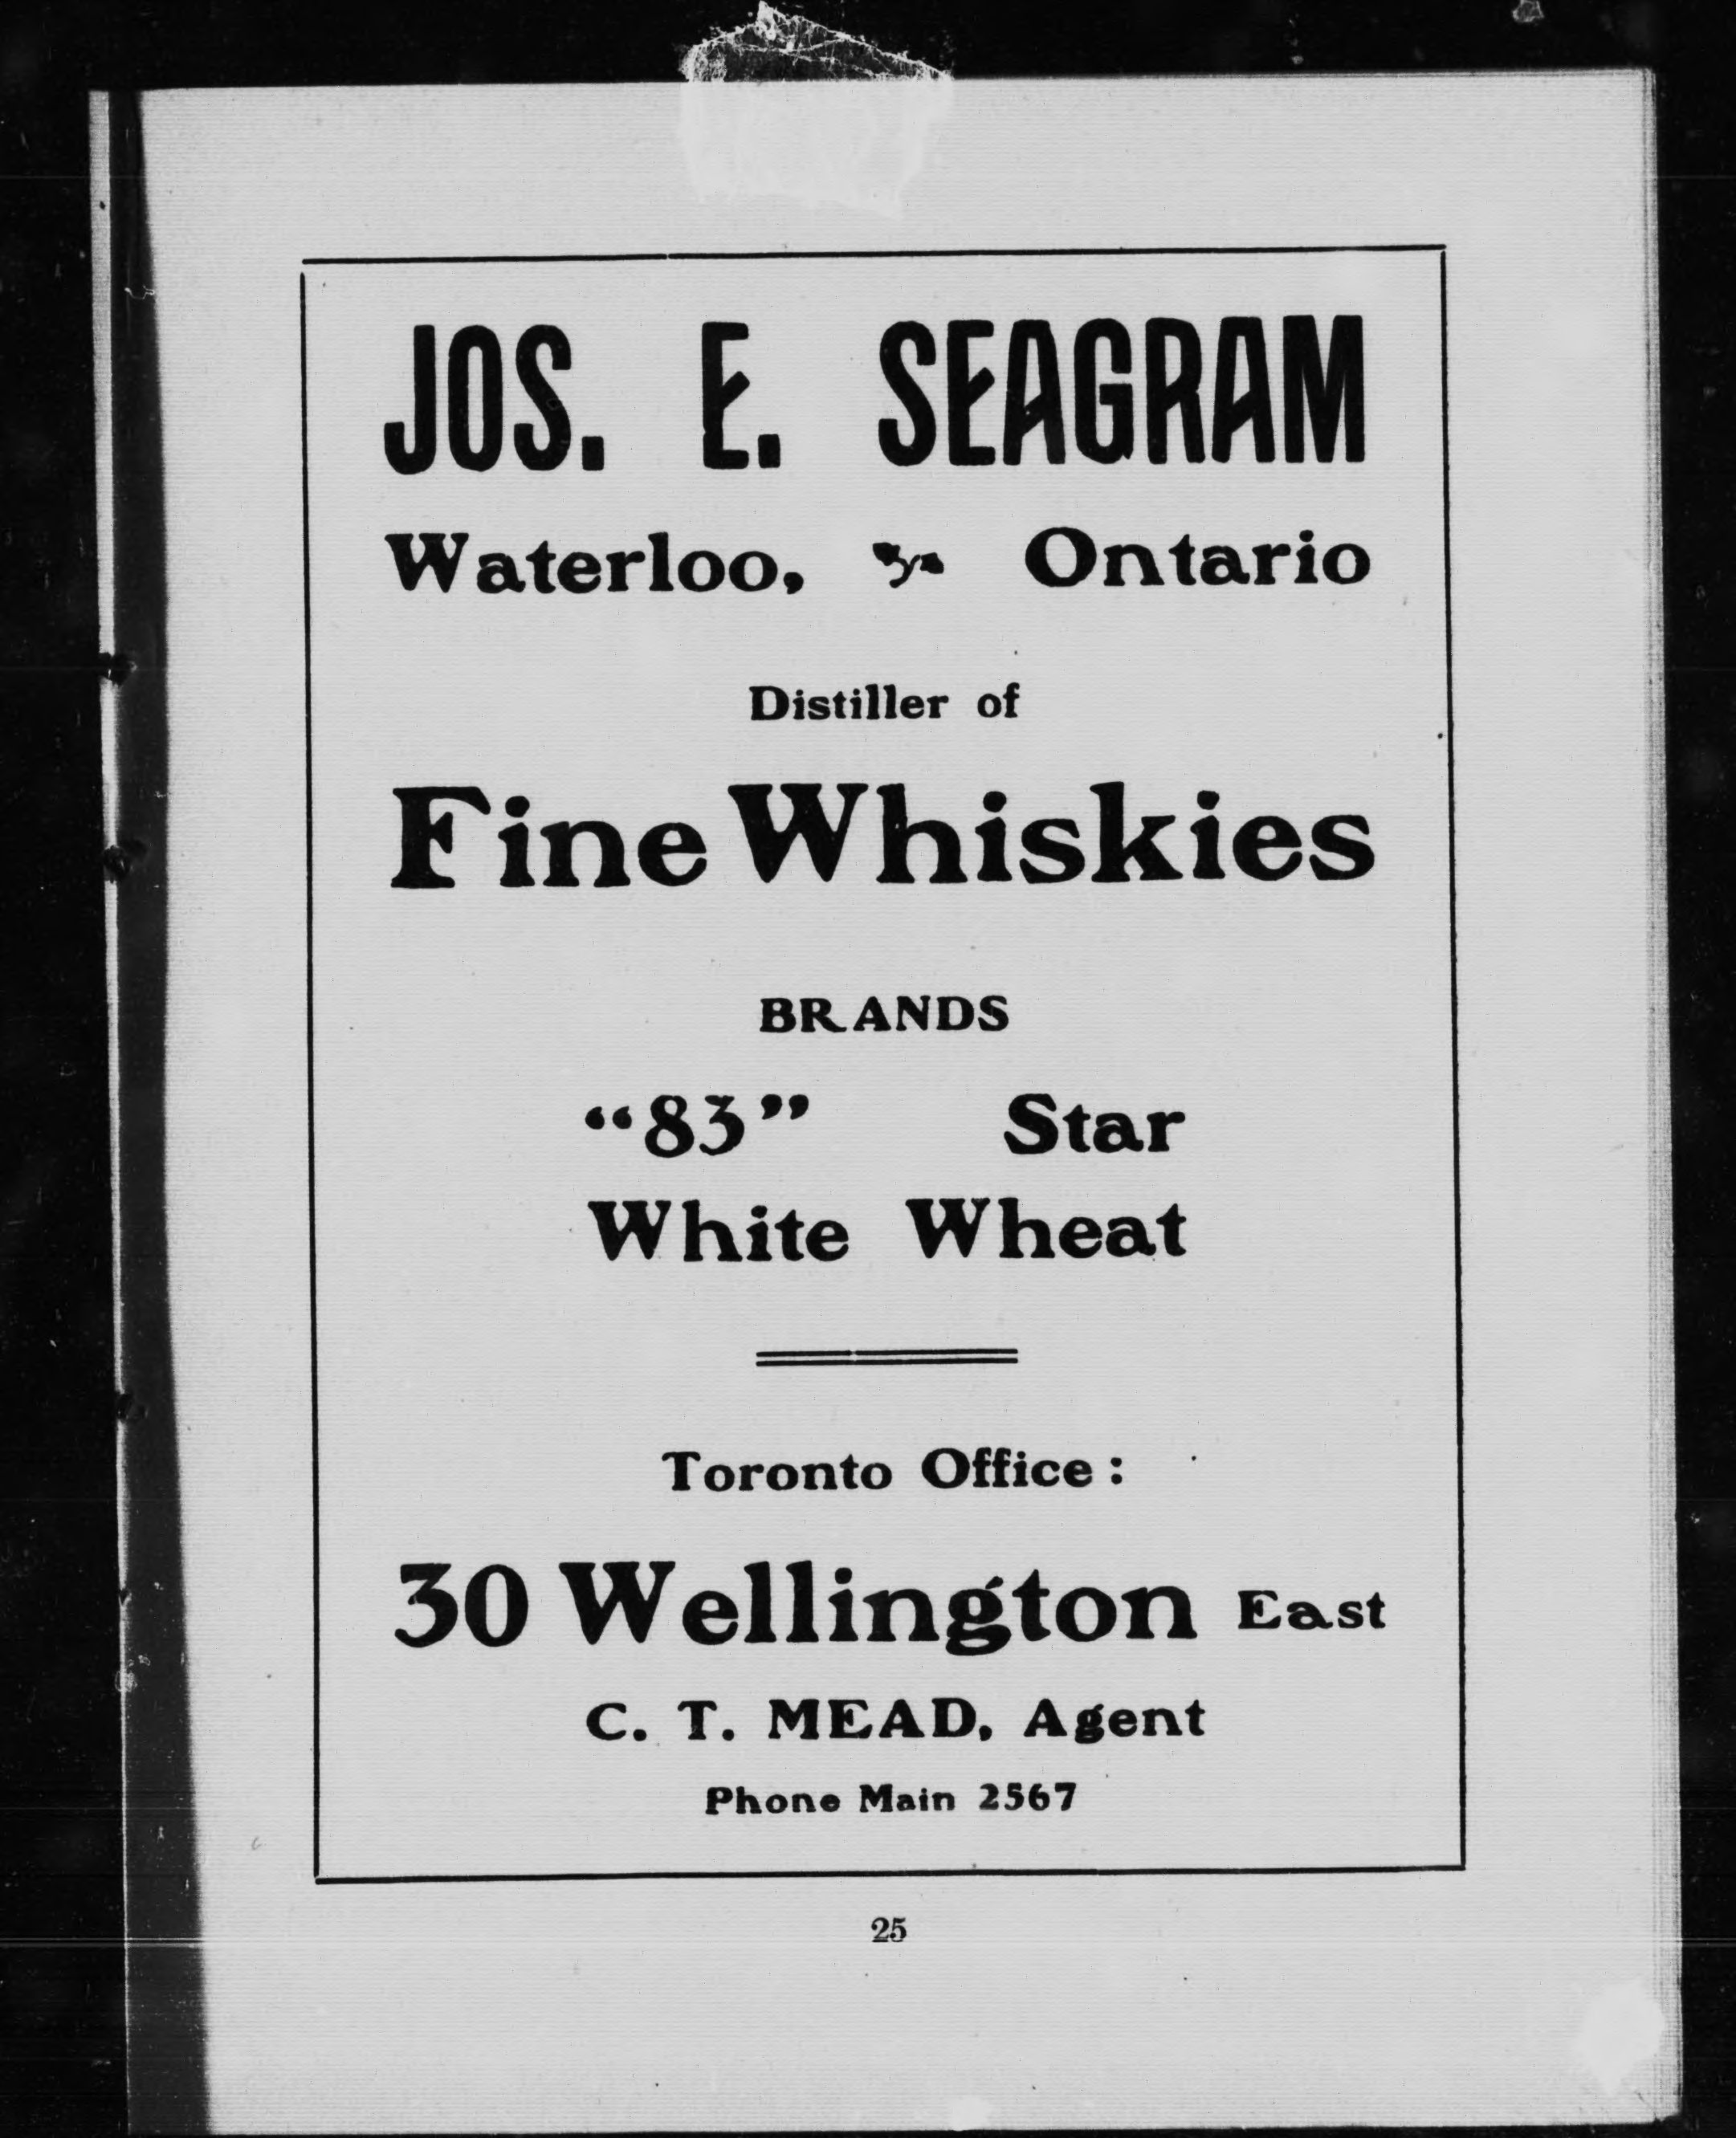 JOS. E. SEAGRAM
Waterloo, Ontario
Distiller of
Fine Whiskies
BRANDS
“83” Star
White Wheat
Toronto Office:
30 Wellington East
C. T. MEAD, Agent
Phone Main 2567
25